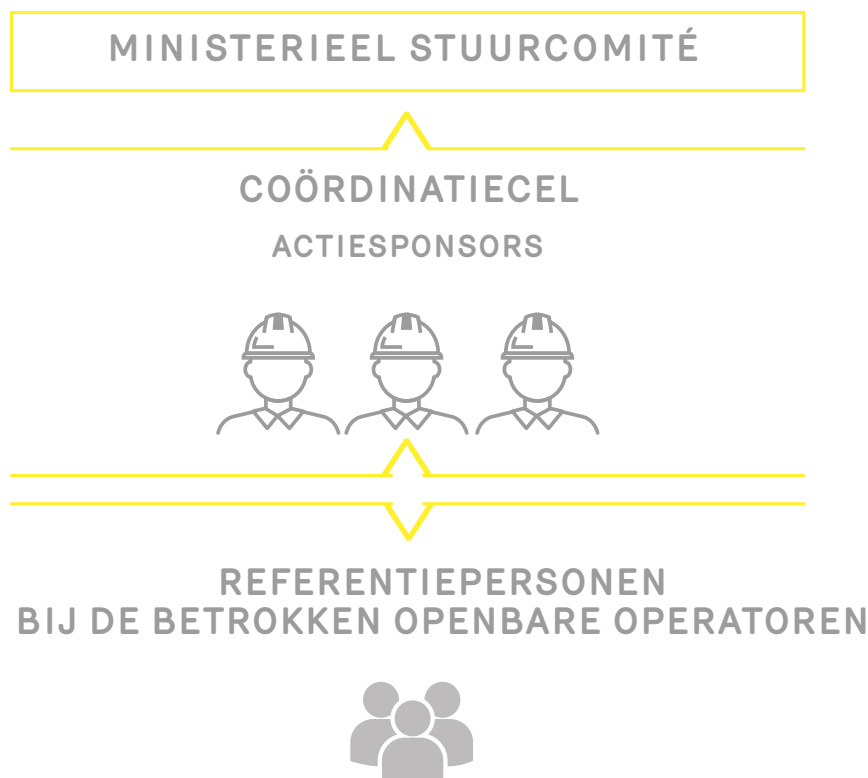 MINISTERIEEL STUURCOMITÉ
COÖRDINATIECEL
ACTIESPONSORS
REFERENTIEPERSONEN
BIJ DE BETROKKEN OPENBARE OPERATOREN